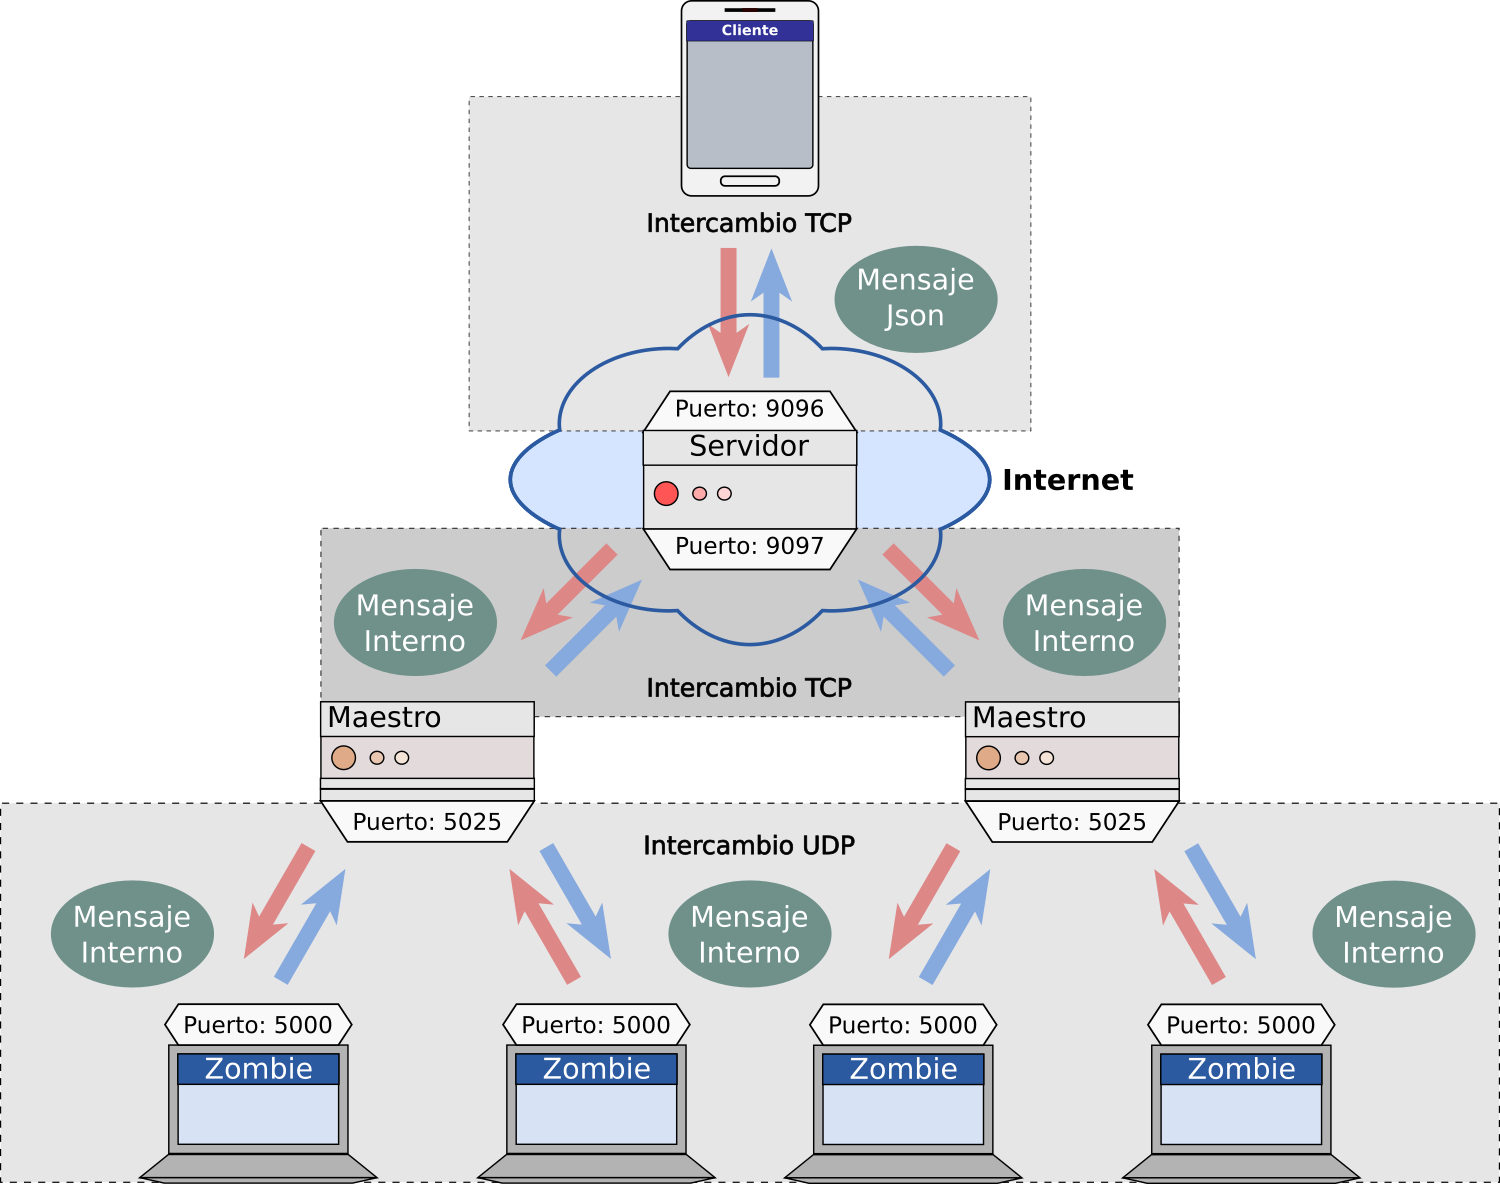 Cliente
Intercambio TCP
Mensaje
Json
Puerto: 9096
Servidor
Internet
Puerto: 9097
Mensaje
Interno
Mensaje
Interno
Intercambio TCP
Maestro
Maestro
Puerto: 5025
Puerto: 5025
Intercambio UDP
Mensaje
Interno
Mensaje
Interno
Mensaje
Interno
Puerto: 5000
Puerto: 5000
Puerto: 5000
Puerto: 5000
Zombie
Zombie
Zombie
Zombie